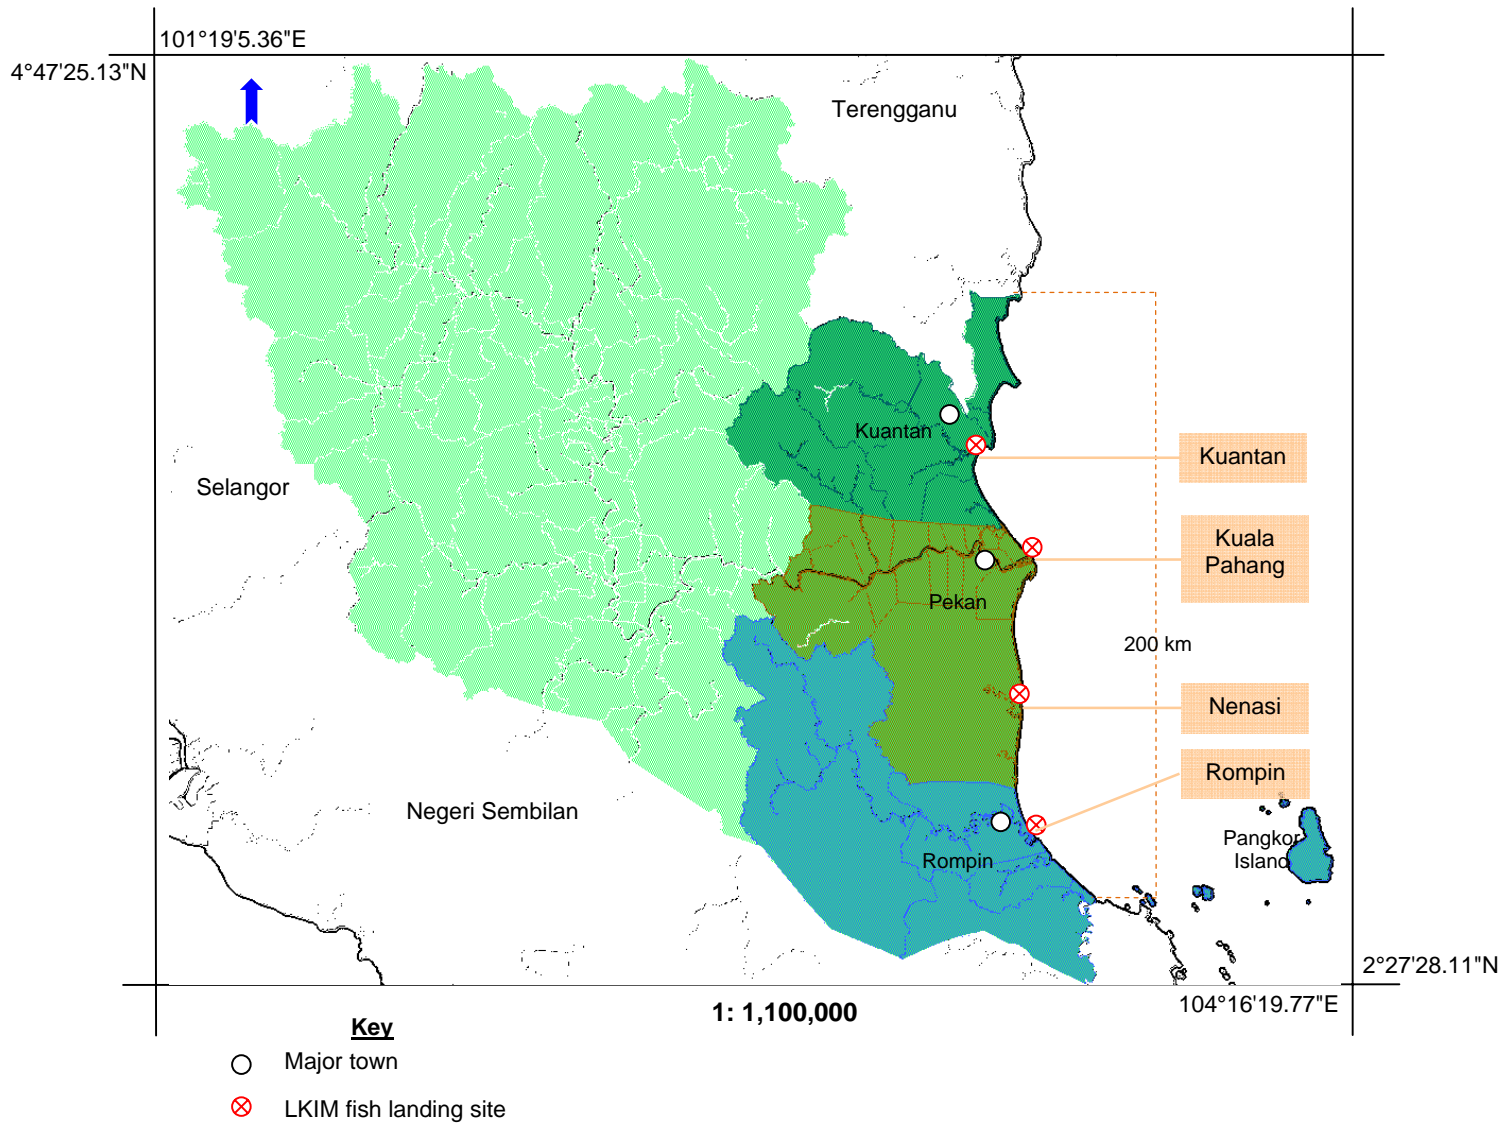 101°19'5.36"E
4°47'25.13"N
Terengganu
Kuantan
Kuantan
Selangor
Kuala
Pahang
Pekan
200 km
Nenasi
Rompin
Negeri Sembilan
Pangkor
Island
Rompin
2°27'28.11"N
104°16'19.77"E
1: 1,100,000
Key
Major town
LKIM fish landing site